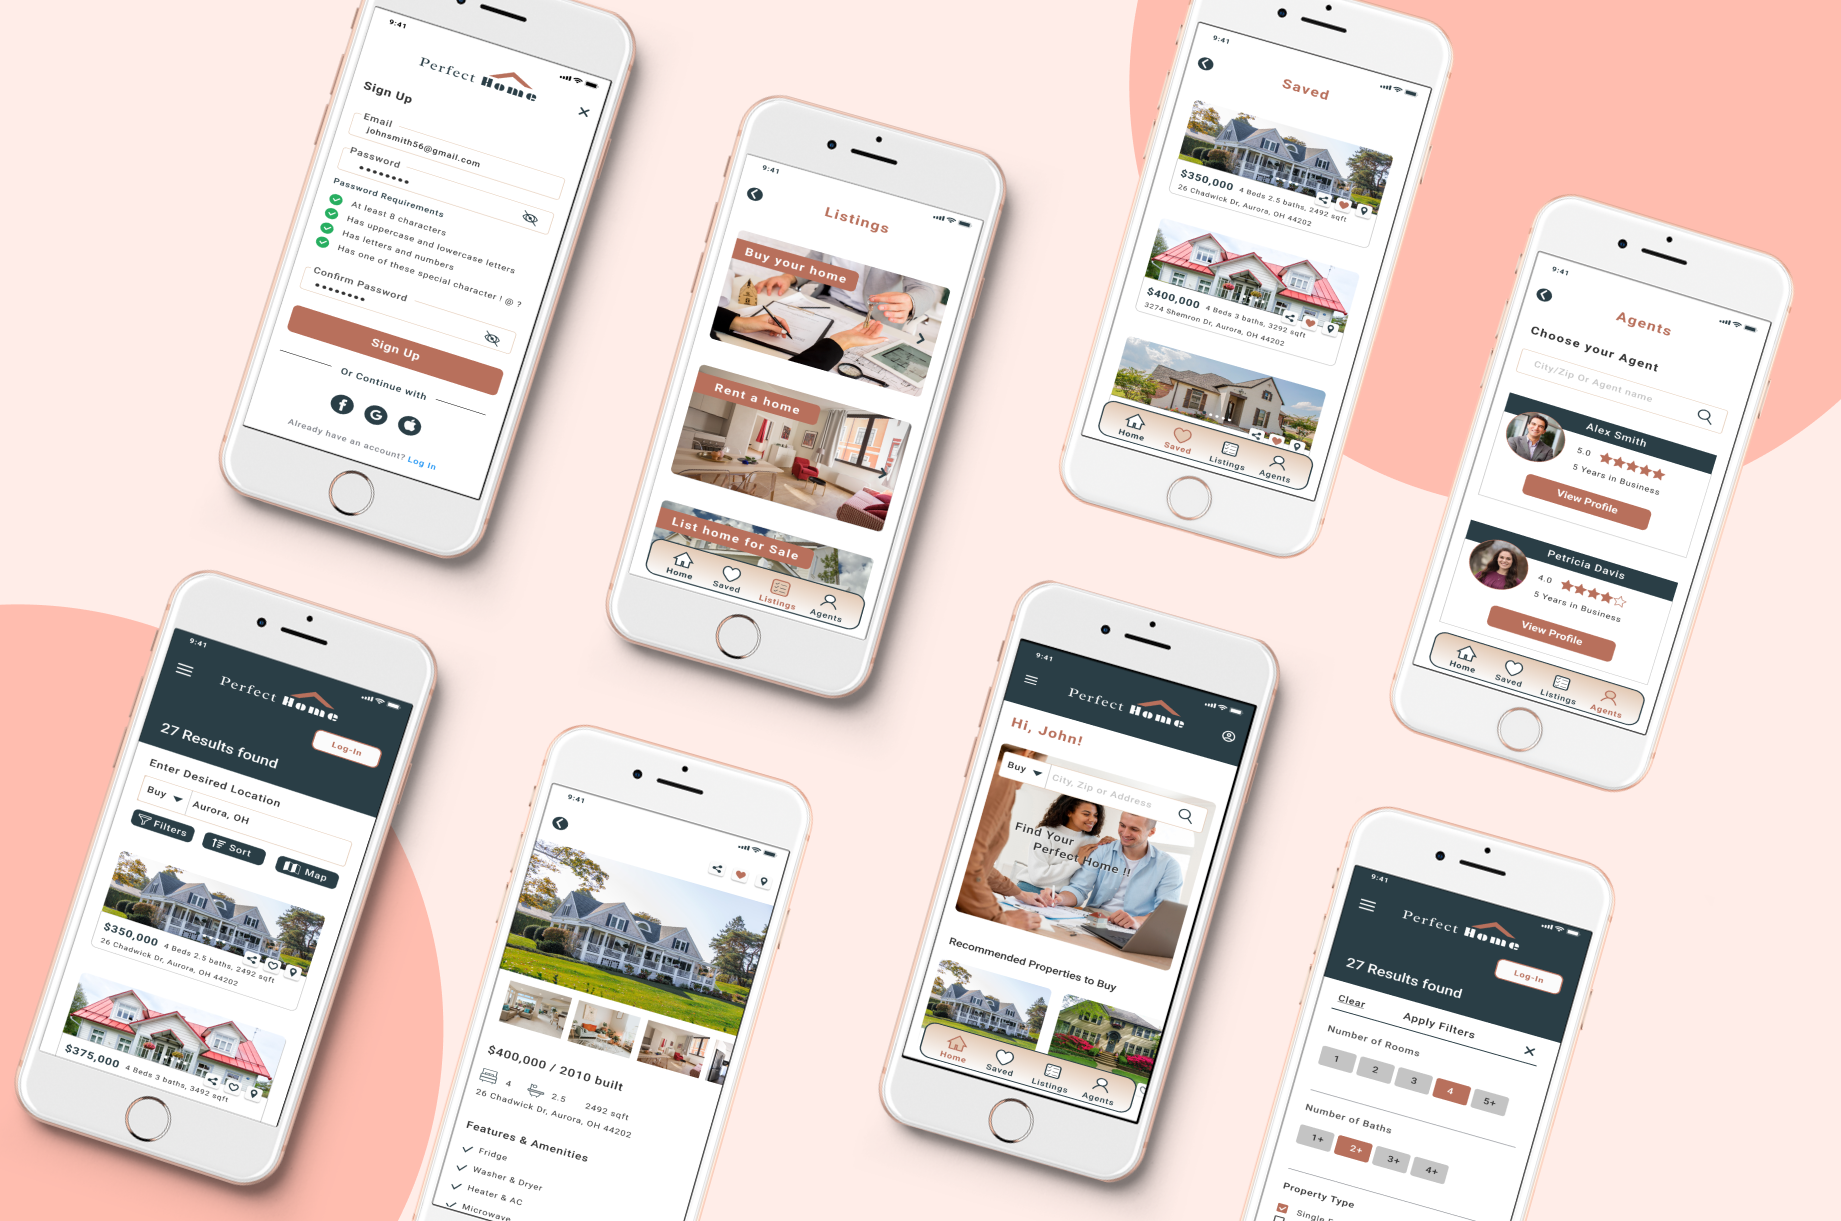 9:41
Perfect Home
Sign Up
Email
johnsmith56@gmail.com
Password
Password Requirements
At least 8 characters
Has uppercase and lowercase letters
Has letters and numbers
Has one of these special character ! @ ?
Confirm Password
Sign Up
Or Continue with
Already have an account? Log In
9:41
Listings
Buy your home
Rent a home
List home for Sale
Home
Saved
Listings
Agents
9:41
Saved
$350,000 4 Beds 2.5 baths, 2492 sqft
26 Chadwick Dr, Aurora, OH 44202
$400,000 4 Beds 3 baths, 3292 sqft
3274 Shemron Dr, Aurora, OH 44202
Home
Saved
Listings
Agents
9:41
Agents
Choose your Agent
City/Zip Or Agent name
Alex Smith
5.0
5 Years in Business
View Profile
Petricia Davis
4.0
5 Years in Business
View Profile
Home
Saved
Listings
Agents
9:41
Perfect Home
27 Results found
Log-In
Enter Desired Location
Buy
Aurora, OH
Filters
Sort
Map
$350,000 4 Beds 2.5 baths, 2492 sqft
26 Chadwick Dr, Aurora, OH 44202
$375,000 4 Beds 3 baths, 3492 sqft
9:41
$400,000 / 2010 built
4
2.5
2492 sqft
26 Chadwick Dr, Aurora, OH 44202
Features & Amenities
Fridge
Washer & Dryer
Heater & AC
Microwave
9:41
Perfect Home
Hi, John!
Buy
City, Zip or Address
Find Your
Perfect Home !!
Recommended Properties to Buy
Home
Saved
Listings
Agents
9:41
Perfect Home
27 Results found
Log-In
Clear
Apply Filters
Number of Rooms
1
2
3
4
5+
Number of Baths
1+
2+
3+
4+
Property Type